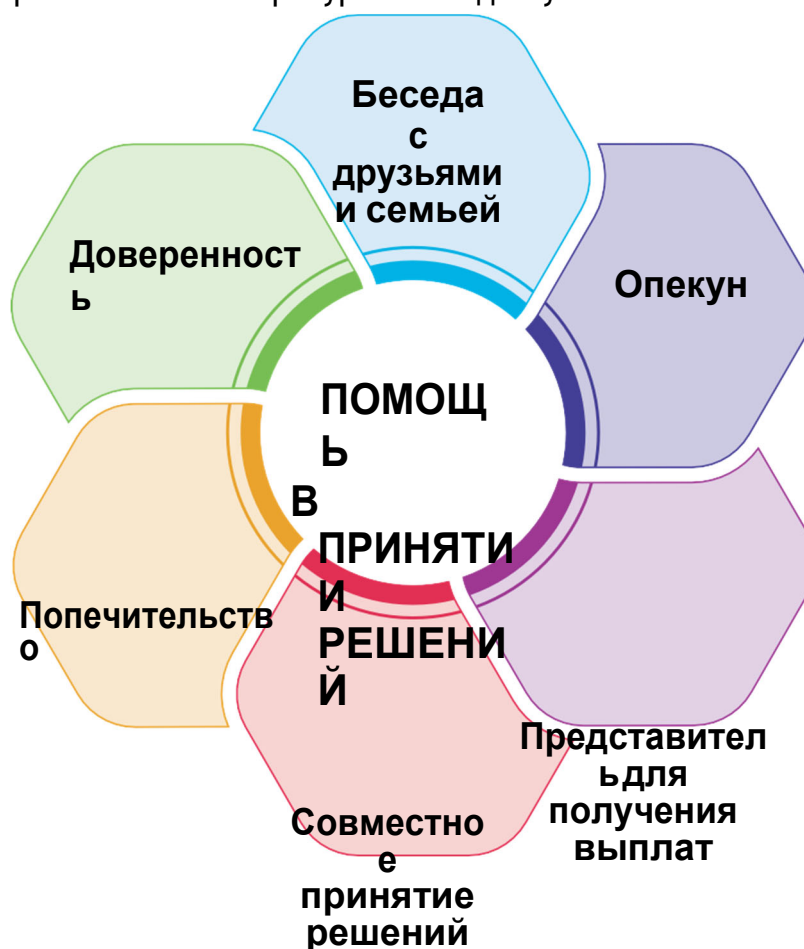 Беседа
с
друзьями
и семьей
Доверенност
ь
Опекун
ПОМОЩ
Ь
В
ПРИНЯТИ
И
РЕШЕНИ
Й
Попечительств
о
Представител
ьдля
получения
выплат
Совместно
е
принятие
решений